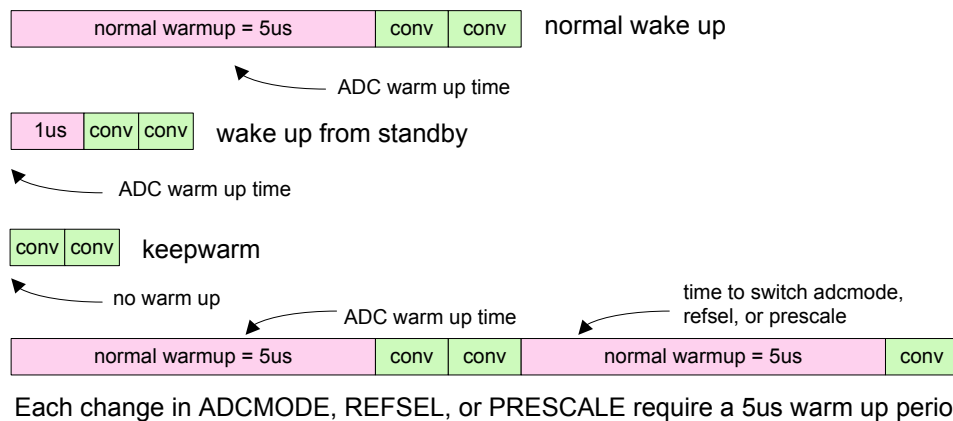 normal warmup = 5us conv conv normal wake up
ADC warm up time
1us conv conv wake up from standby
ADC warm up time
conv conv keepwarm
no warm up
ADC warm up time
time to switch adcmode,
refsel, or prescale
normal warmup = 5us conv conv normal warmup = 5us conv
Each change in ADCMODE, REFSEL, or PRESCALE require a 5us warm up perio